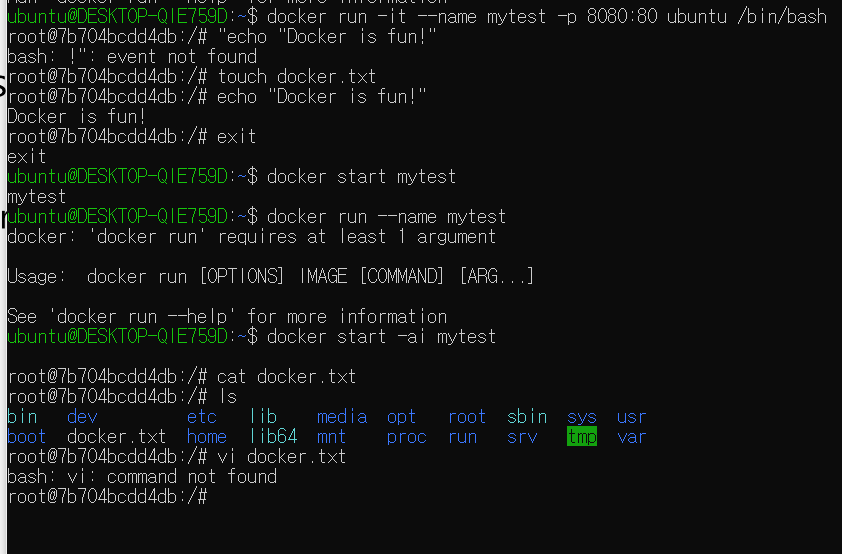 ubuntu@DESKTOP-QIE759D:~$ docker run -it --name mytest -p 8080:80 ubuntu /bin/bash
root@7b704bcdd4db:/# "echo "Docker is fun!"
bash: !": event not found
root@7b704bcdd4db:/# touch docker.txt
root@7b704bcdd4db:/# echo "Docker is fun!"
Docker is fun!
root@7b704bcdd4db:/# exit
exit
ubuntu@DESKTOP-QIE759D:~$ docker start mytest
mytest
ubuntu@DESKTOP-QIE759D:~$ docker run --name mytest
docker: 'docker run' requires at least 1 argument
Usage:  docker run [OPTIONS] IMAGE [COMMAND] [ARG...]
See 'docker run --help' for more information
ubuntu@DESKTOP-QIE759D:~$ docker start -ai mytest
root@7b704bcdd4db:/# cat docker.txt
root@7b704bcdd4db:/# ls
bin dev etc lib media opt root sbin sys usr
boot docker.txt home lib64 mnt proc run srv tmp var
root@7b704bcdd4db:/# vi docker.txt
bash: vi: command not found
root@7b704bcdd4db:/#